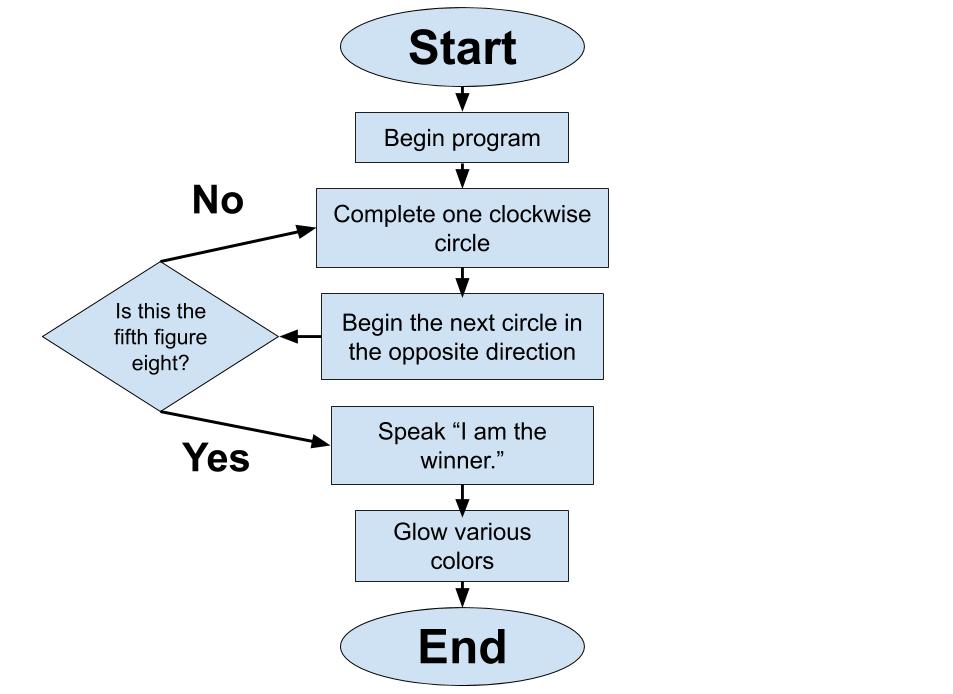 Start
Begin program
No
Complete one clockwise
circle
Is this the
fifth figure
eight?
Begin the next circle in
the opposite direction
Yes
Speak “I am the
winner.”
Glow various
colors
End